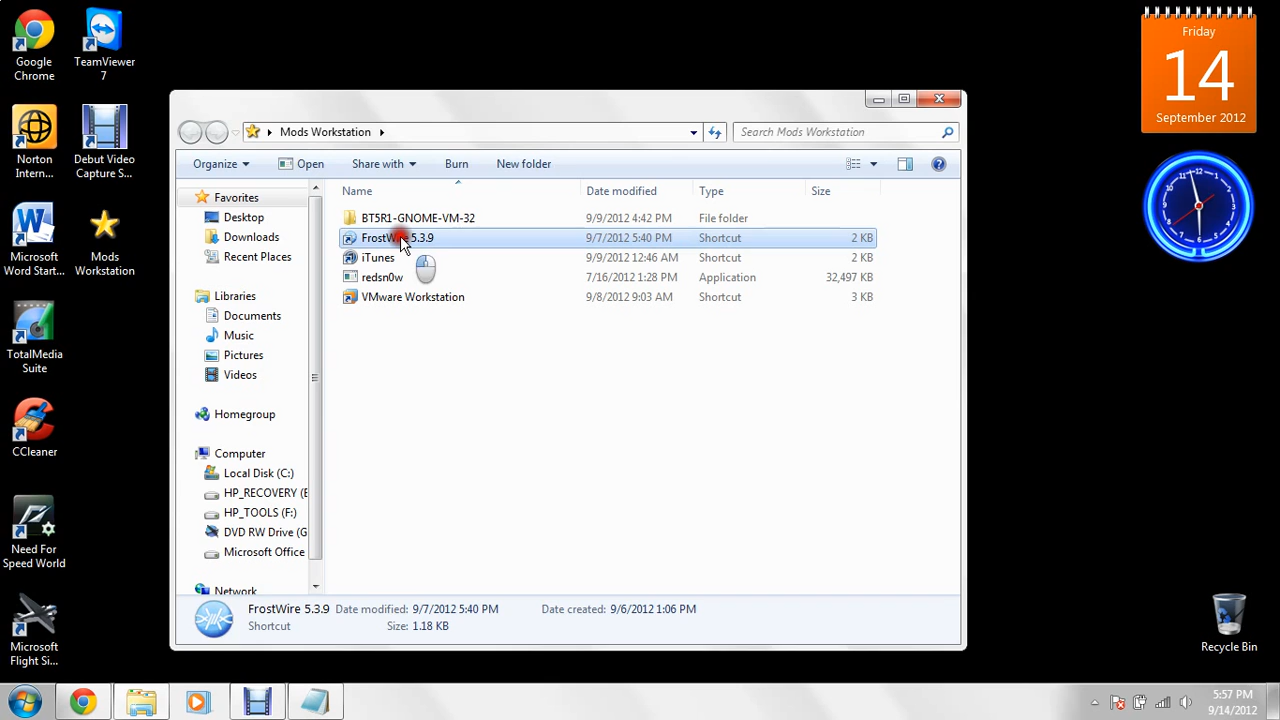 Google
Chrome
TeamViewer
7
Norton
Intern...
Debut Video
Capture S...
Microsoft
Word Start...
Mods
Workstation
TotalMedia
Suite
CCleaner
Need For
Speed World
Microsoft
Flight Si...
Mods Workstation
Search Mods Workstation
Organize
Open
Share with
Burn
New folder
Favorites
Desktop
Downloads
Recent Places
Libraries
Documents
Music
Pictures
Videos
Homegroup
Computer
Local Disk (C:)
HP_RECOVERY (E
HP_TOOLS (F:)
DVD RW Drive (G
Microsoft Office
Network
Name Date modified Type Size
BT5R1-GNOME-VM-32 9/9/2012 4:42 PM File folder
FrostWire 5.3.9 9/7/2012 5:40 PM Shortcut 2 KB
iTunes 9/9/2012 12:46 AM Shortcut 2 KB
redsn0w 7/16/2012 1:28 PM Application 32,497 KB
VMware Workstation 9/8/2012 9:03 AM Shortcut 3 KB
FrostWire 5.3.9 Date modified: 9/7/2012 5:40 PM Date created: 9/6/2012 1:06 PM
Shortcut Size: 1.18 KB
Friday
14
September 2012
Recycle Bin
5:57 PM
9/14/2012